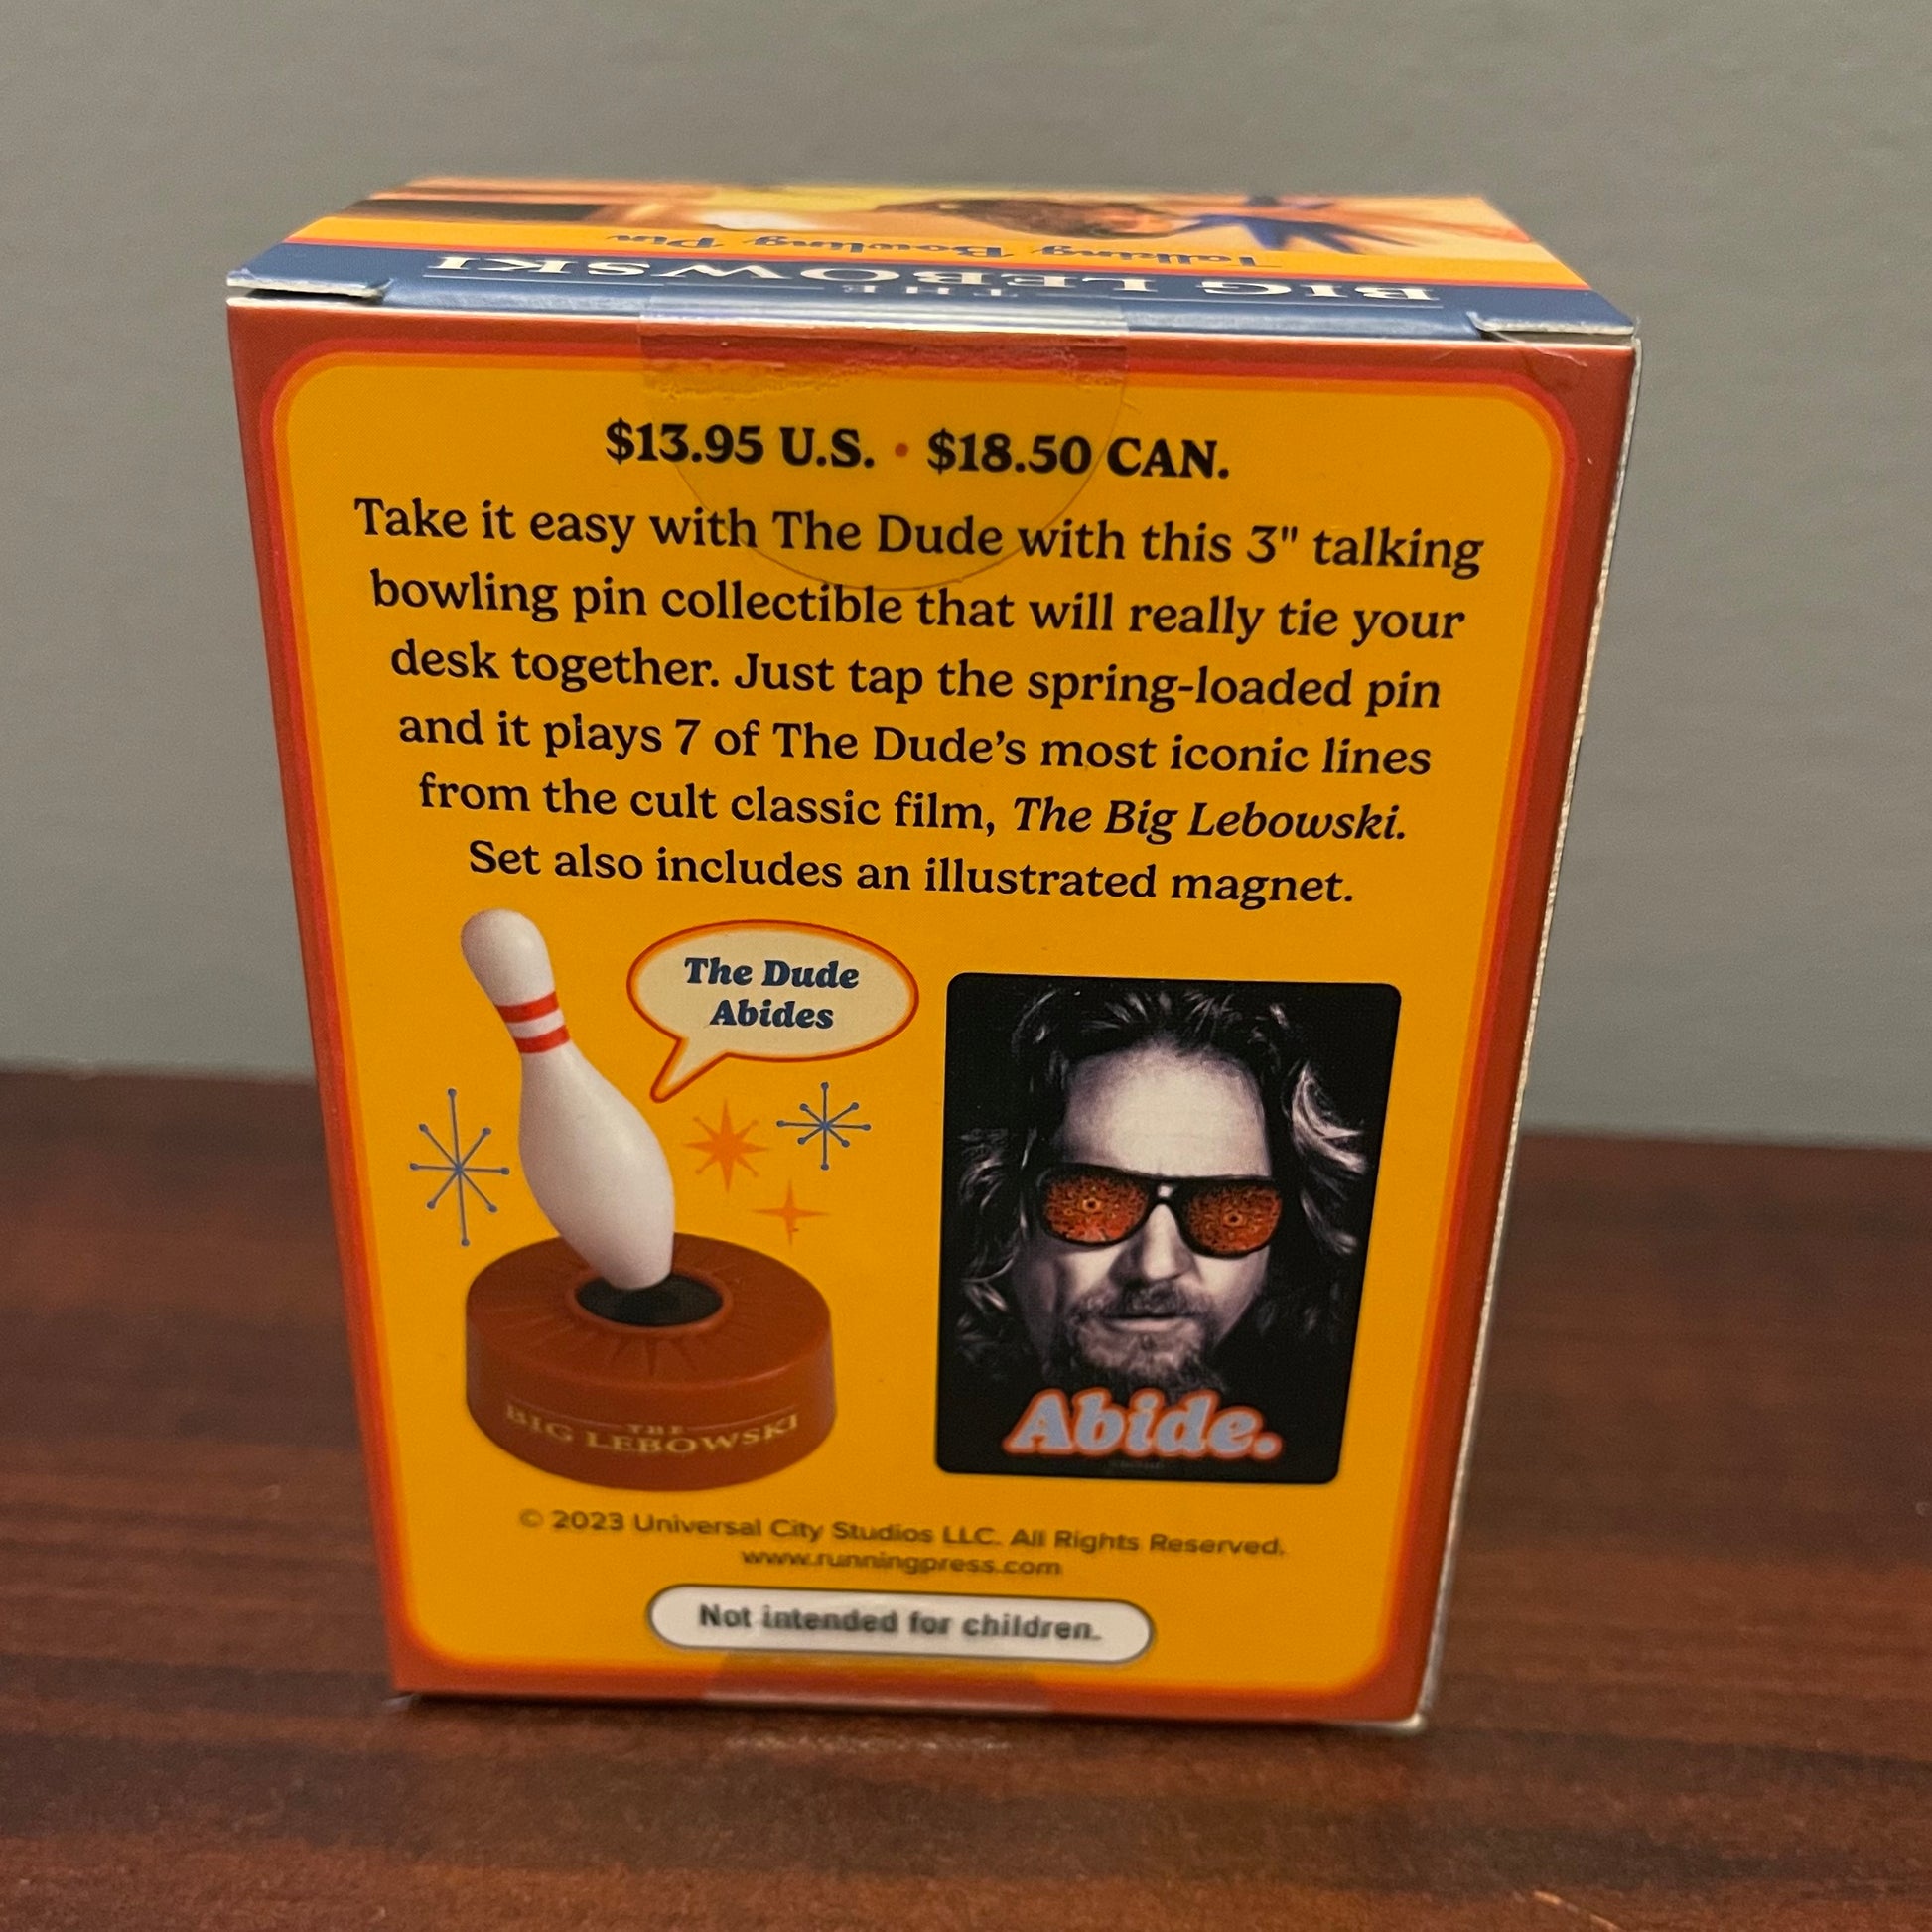 THE
BIG LEBOWSKI
Talking Bowling Pin
$13.95 U.S. • $18.50 CAN.
Take it easy with The Dude with this 3" talking
bowling pin collectible that will really tie your
desk together. Just tap the spring-loaded pin
and it plays 7 of The Dude’s most iconic lines
from the cult classic film, The Big Lebowski.
Set also includes an illustrated magnet.
The Dude
Abides
THE
BIG LEBOWSKI
Abide.
© 2023 Universal City Studios LLC. All Rights Reserved.
www.runningpress.com
Not intended for children.